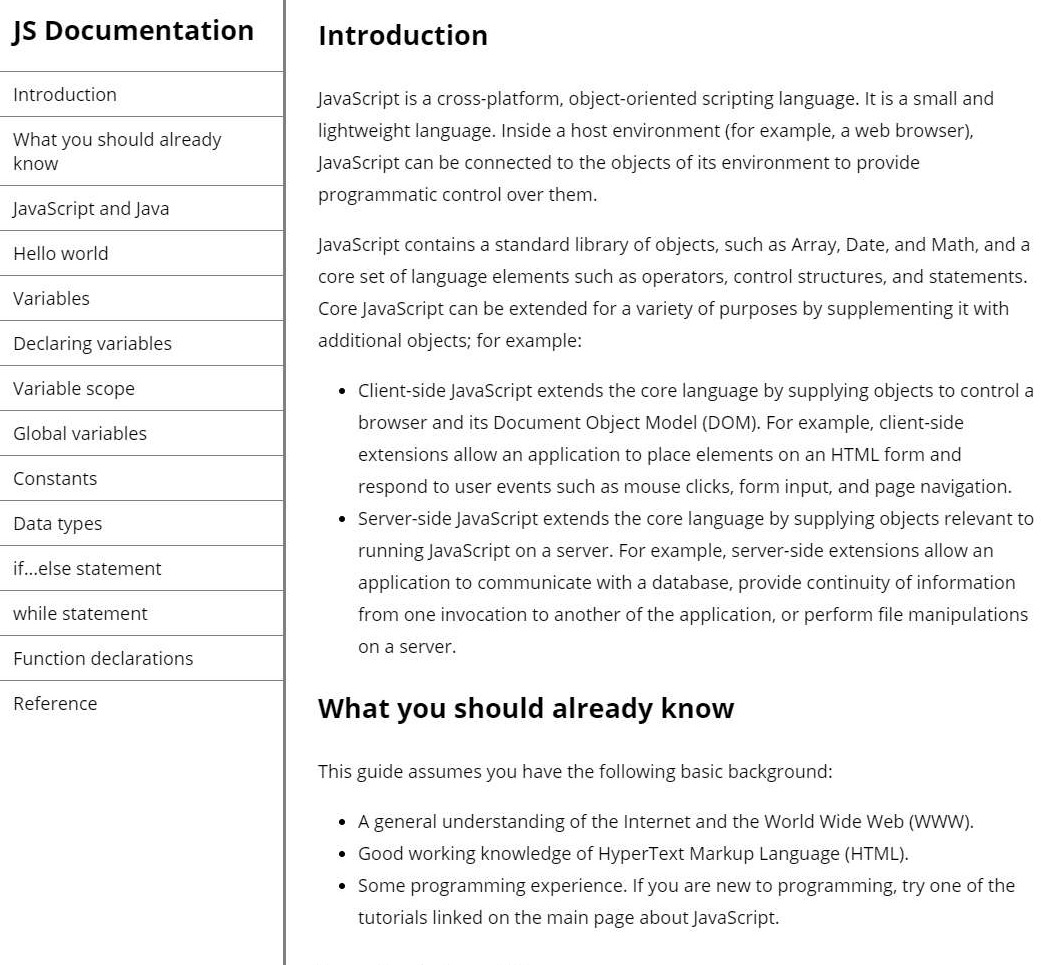 JS Documentation
Introduction
What you should already
know
JavaScript and Java
Hello world
Variables
Declaring variables
Variable scope
Global variables
Constants
Data types
if...else statement
while statement
Function declarations
Reference
Introduction
JavaScript is a cross-platform, object-oriented scripting language. It is a small and
lightweight language. Inside a host environment (for example, a web browser),
JavaScript can be connected to the objects of its environment to provide
programmatic control over them.
JavaScript contains a standard library of objects, such as Array, Date, and Math, and a
core set of language elements such as operators, control structures, and statements.
Core JavaScript can be extended for a variety of purposes by supplementing it with
additional objects; for example:
• Client-side JavaScript extends the core language by supplying objects to control a
browser and its Document Object Model (DOM). For example, client-side
extensions allow an application to place elements on an HTML form and
respond to user events such as mouse clicks, form input, and page navigation.
• Server-side JavaScript extends the core language by supplying objects relevant to
running JavaScript on a server. For example, server-side extensions allow an
application to communicate with a database, provide continuity of information
from one invocation to another of the application, or perform file manipulations
on a server.
What you should already know
This guide assumes you have the following basic background:
• A general understanding of the Internet and the World Wide Web (WWW).
• Good working knowledge of HyperText Markup Language (HTML).
• Some programming experience. If you are new to programming, try one of the
tutorials linked on the main page about JavaScript.